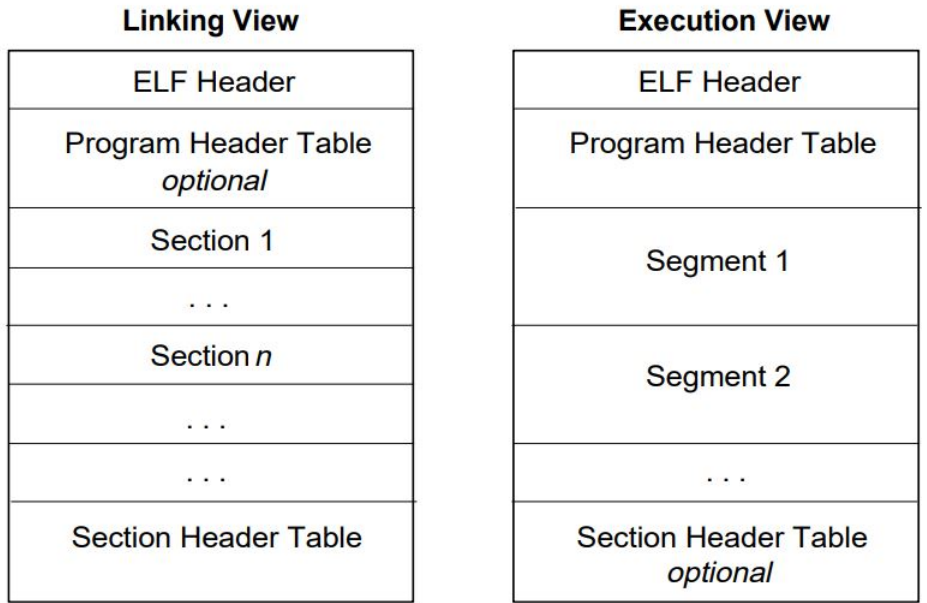 Linking View
ELF Header
Program Header Table
optional
Section 1
. . .
Section n
. . .
. . .
Section Header Table
Execution View
ELF Header
Program Header Table
Segment 1
Segment 2
. . .
Section Header Table
optional